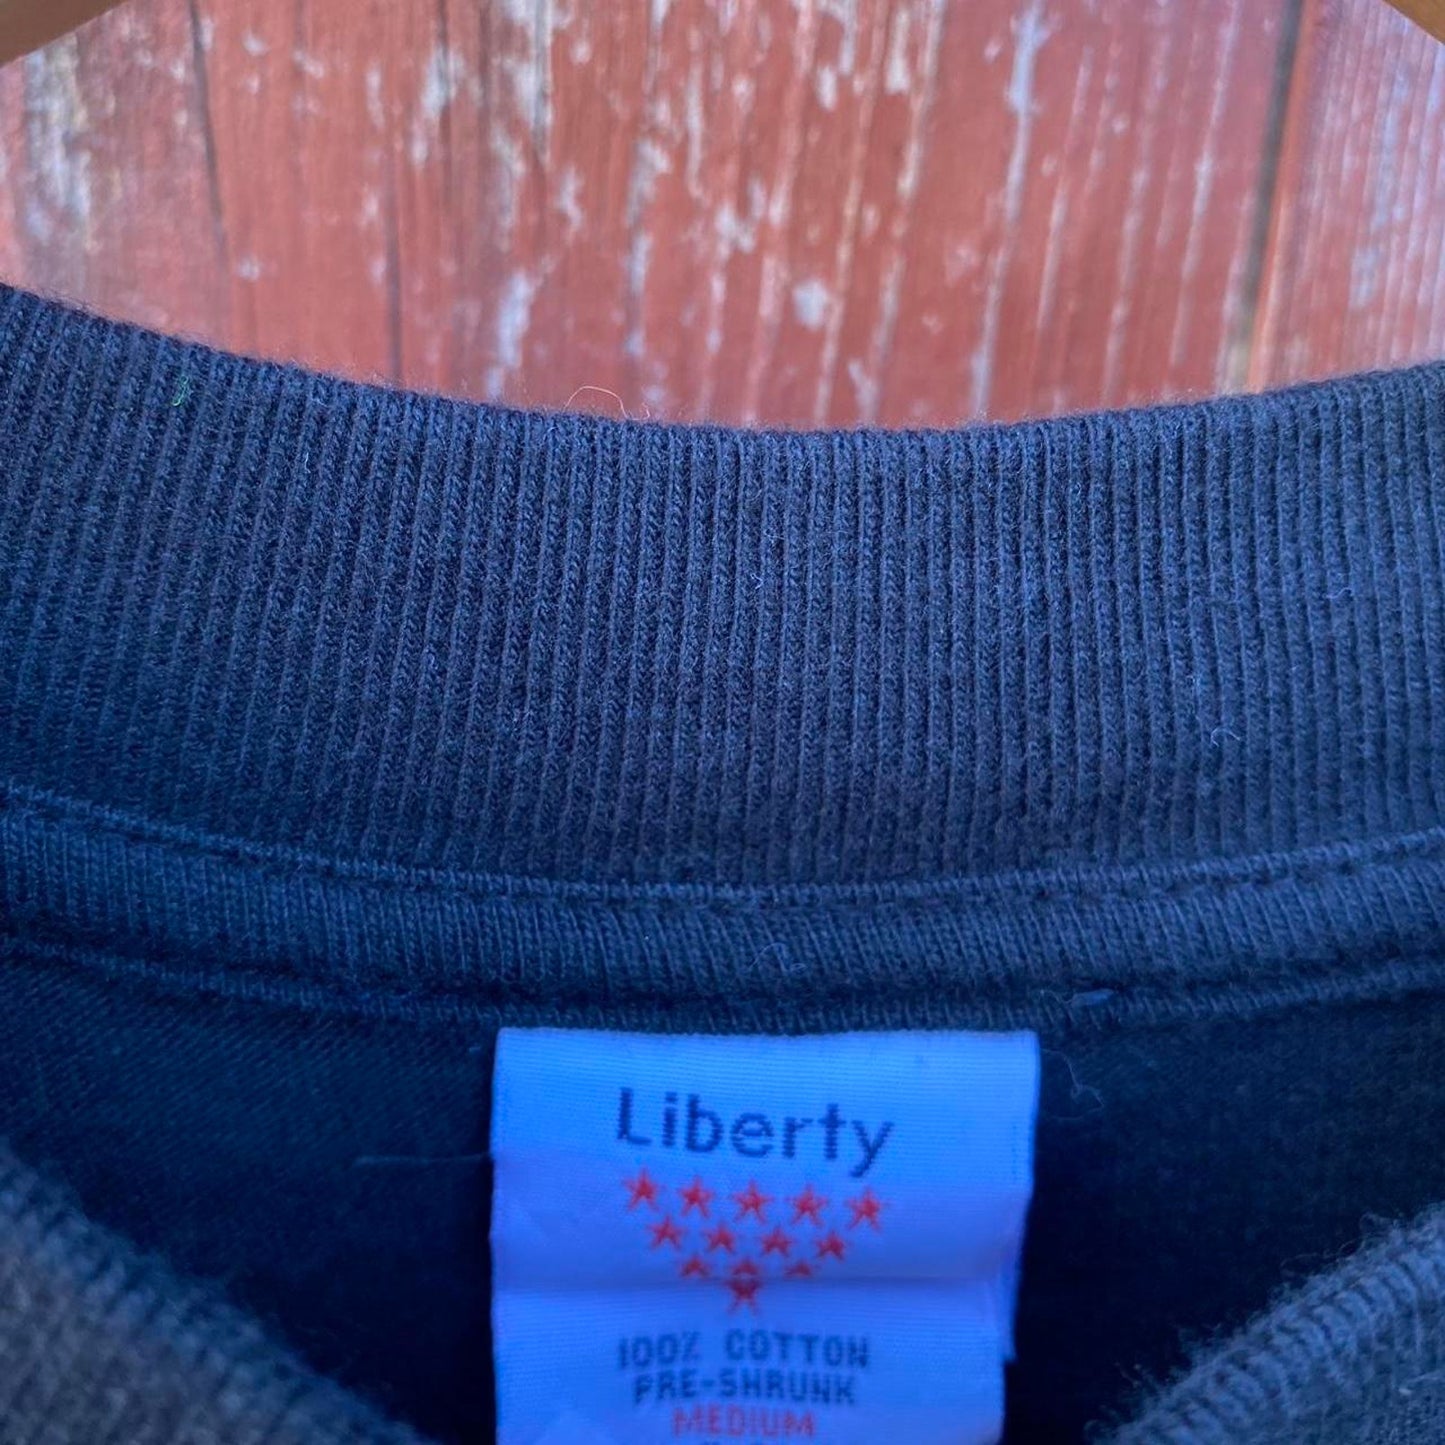 Liberty
100% COTTON
PRE-SHRUNK
MEDIUM